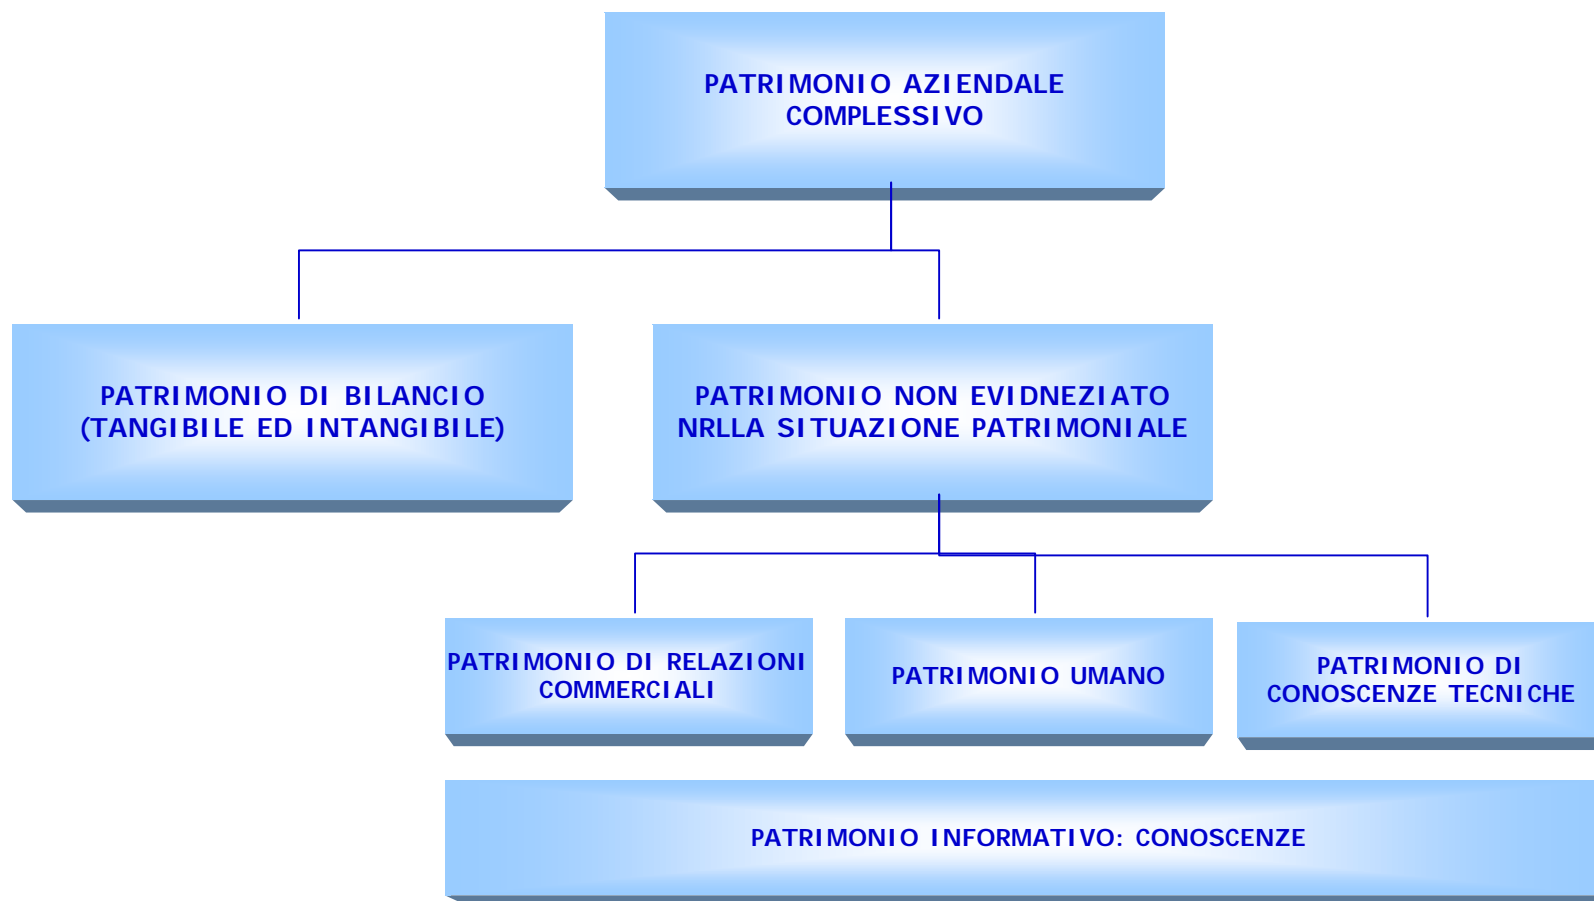 PATRIMONIO AZIENDALE
COMPLESSIVO
PATRIMONIO DI BILANCIO
(TANGIBILE ED INTANGIBILE)
PATRIMONIO NON EVIDNEZIATO
NRLLA SITUAZIONE PATRIMONIALE
PATRIMONIO DI RELAZIONI
COMMERCIALI
PATRIMONIO UMANO
PATRIMONIO DI
CONOSCENZE TECNICHE
PATRIMONIO INFORMATIVO: CONOSCENZE